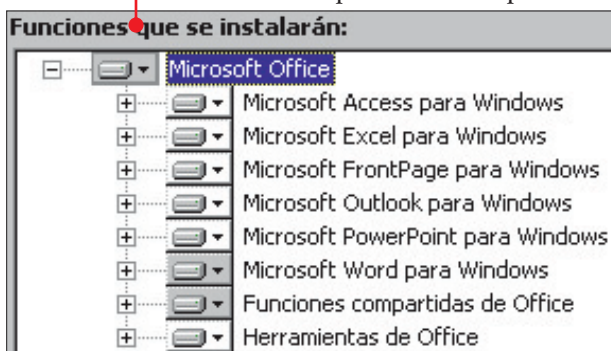 Funciones que se instalarán:
Microsoft Office
Microsoft Access para Windows
Microsoft Excel para Windows
Microsoft FrontPage para Windows
Microsoft Outlook para Windows
Microsoft PowerPoint para Windows
Microsoft Word para Windows
Funciones compartidas de Office
Herramientas de Office